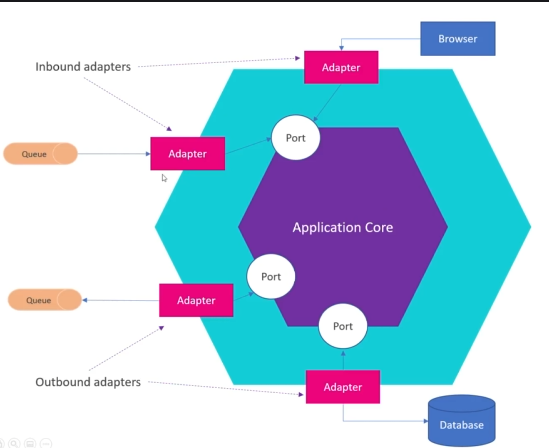 Browser
Adapter
Inbound adapters
Port
Queue
Adapter
Application Core
Port
Queue
Adapter
Port
Outbound adapters
Adapter
Database